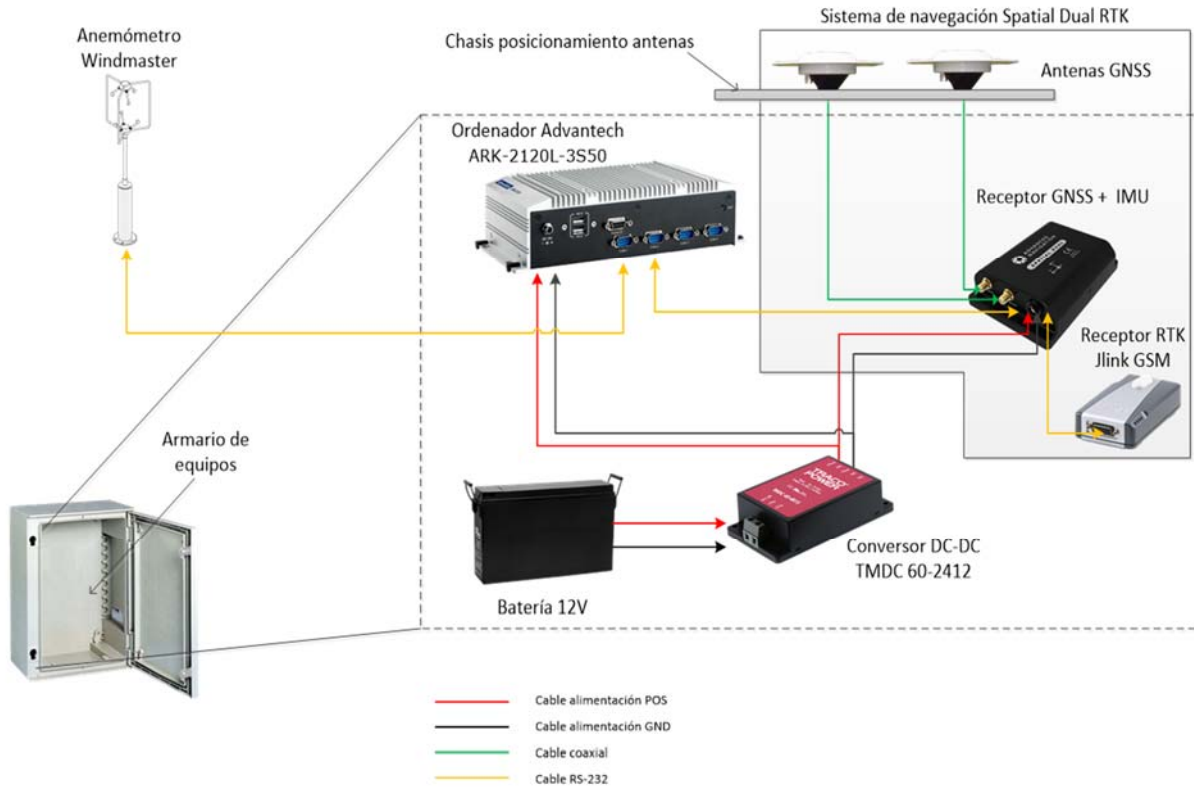 Sistema de navegación Spatial Dual RTK
Anemómetro
Windmaster
Chasis posicionamiento antenas
Antenas GNSS
Ordenador Advantech
ARK-2120L-3S50
Receptor GNSS + IMU
Receptor RTK
Jlink GSM
Armario de
equipos
TRACO
POWER
Conversor DC-DC
TMDC 60-2412
Batería 12V
Cable alimentación POS
Cable alimentación GND
Cable coaxial
Cable RS-232